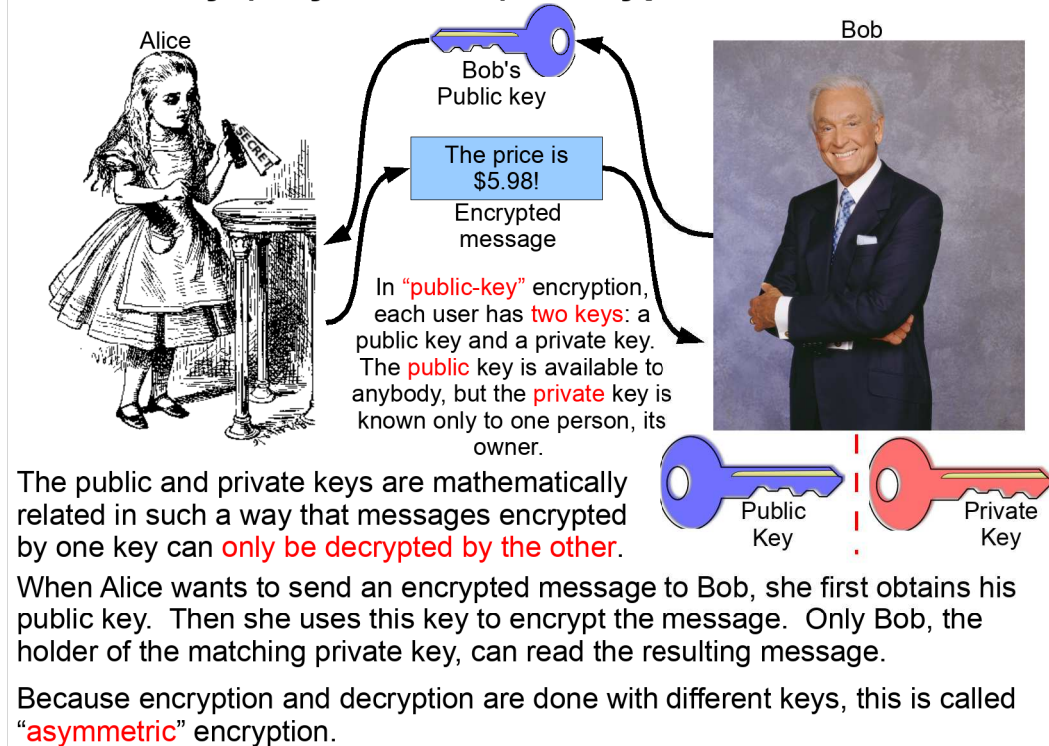 Alice
Bob
Bob's
Public key
SECRET
The price is
$5.98!
Encrypted
message
In “public-key” encryption,
each user has two keys: a
public key and a private key.
The public key is available to
anybody, but the private key is
known only to one person, its
owner.
Public
Key
Private
Key
The public and private keys are mathematically
related in such a way that messages encrypted
by one key can only be decrypted by the other.
When Alice wants to send an encrypted message to Bob, she first obtains his
public key.  Then she uses this key to encrypt the message.  Only Bob, the
holder of the matching private key, can read the resulting message.
Because encryption and decryption are done with different keys, this is called
“asymmetric” encryption.